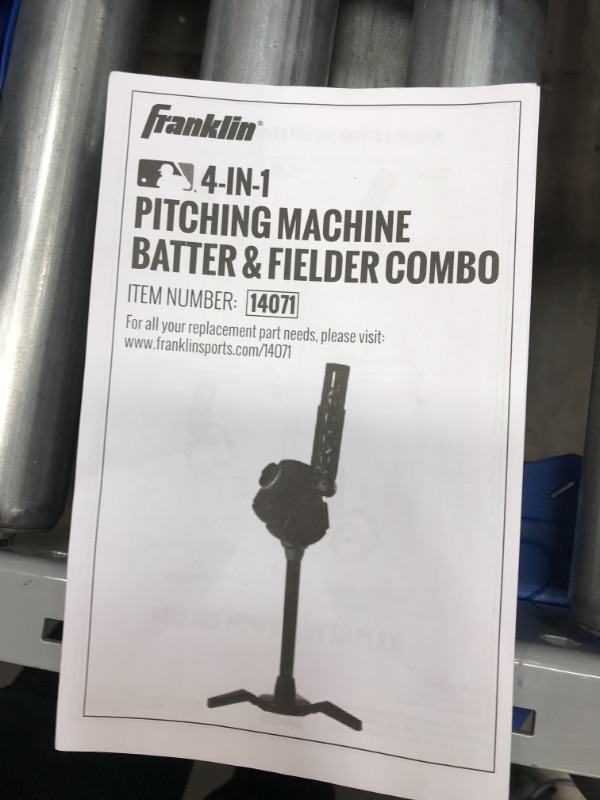 Franklin®
4-IN-1
PITCHING MACHINE
BATTER & FIELDER COMBO
ITEM NUMBER: 14071
For all your replacement part needs, please visit:
www.franklinsports.com/14071